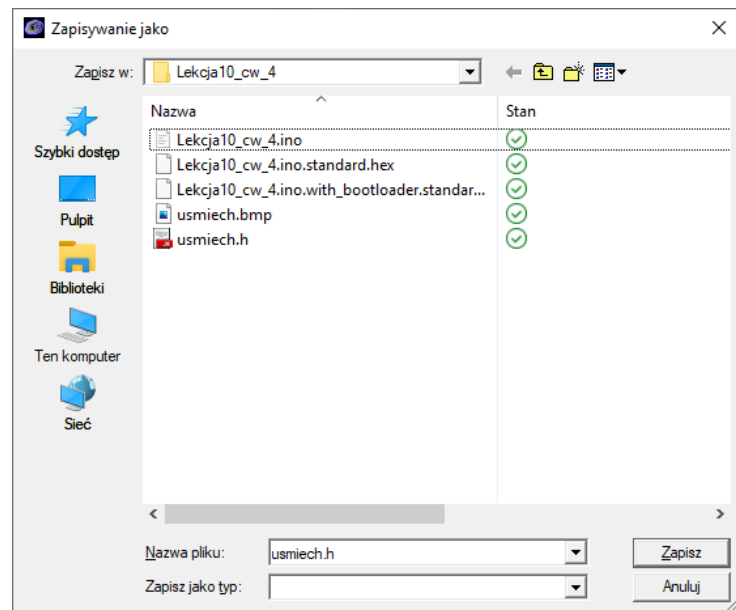 Zapisywanie jako
Zapisz w: Lekcja10_cw_4
Nazwa Stan
Lekcja10_cw_4.ino
Lekcja10_cw_4.ino.standard.hex
Lekcja10_cw_4.ino.with_bootloader.standar...
usmiech.bmp
usmiech.h
Szybki dostęp
Pulpit
Biblioteki
Ten komputer
Sieć
Nazwa pliku: usmiech.h Zapisz
Zapisz jako typ: Anuluj